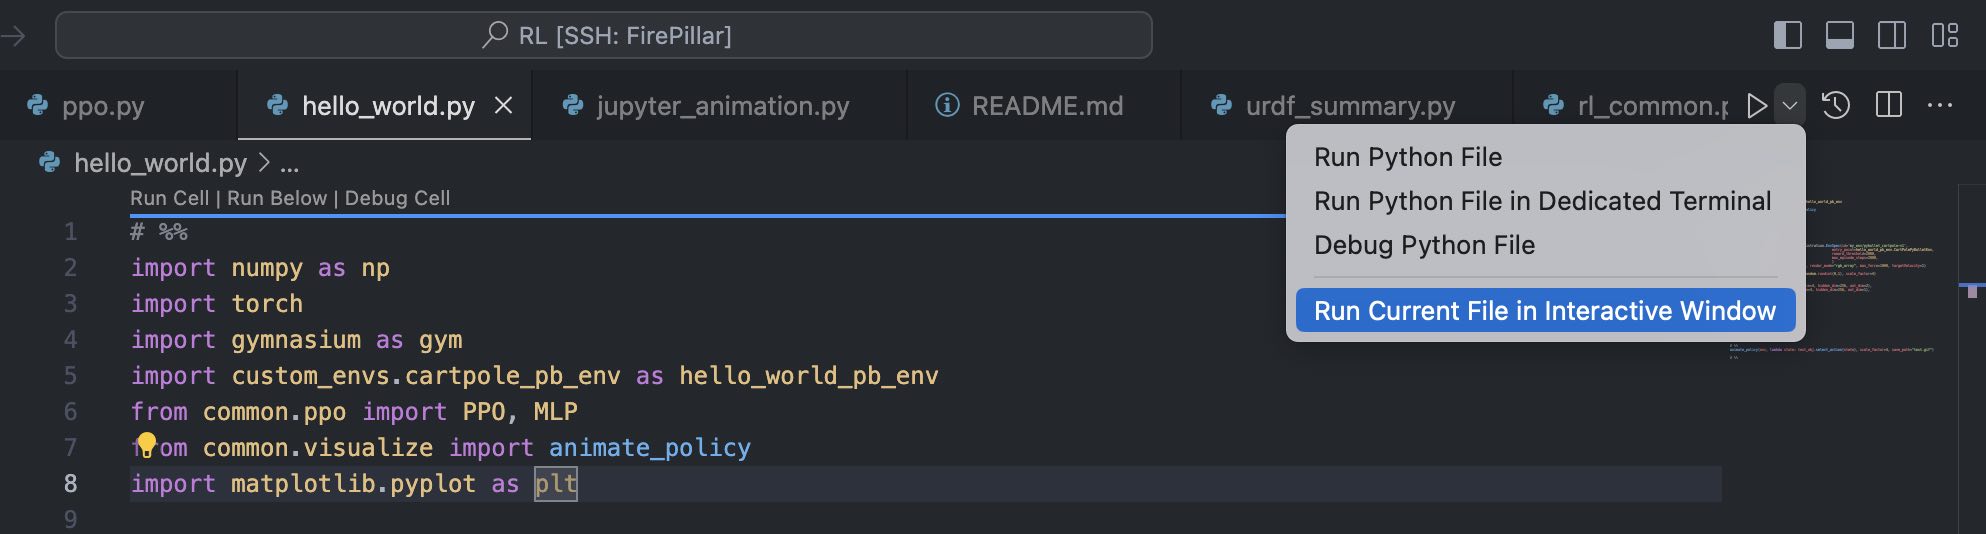 RL [SSH: FirePillar]
ppo.py
hello_world.py
jupyter_animation.py
README.md
urdf_summary.py
rl_common.p
Run Python File
Run Python File in Dedicated Terminal
Debug Python File
Run Current File in Interactive Window
hello_world.py > ...
Run Cell | Run Below | Debug Cell
1 # %%
2 import numpy as np
3 import torch
4 import gymnasium as gym
5 import custom_envs.cartpole_pb_env as hello_world_pb_env
6 from common.ppo import PPO, MLP
7 from common.visualize import animate_policy
8 import matplotlib.pyplot as plt
9